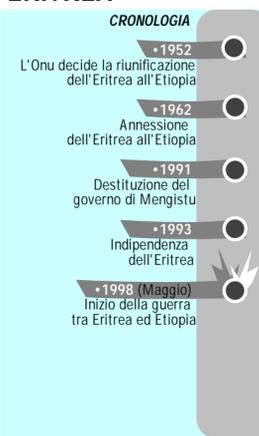 CRONOLOGIA
•1952
L'Onu decide la riunificazione
dell'Eritrea all'Etiopia
•1962
Annessione
dell'Eritrea all'Etiopia
•1991
Destituzione del
governo di Mengistu
•1993
Indipendenza
dell'Eritrea
•1998 (Maggio)
Inizio della guerra
tra Eritrea ed Etiopia